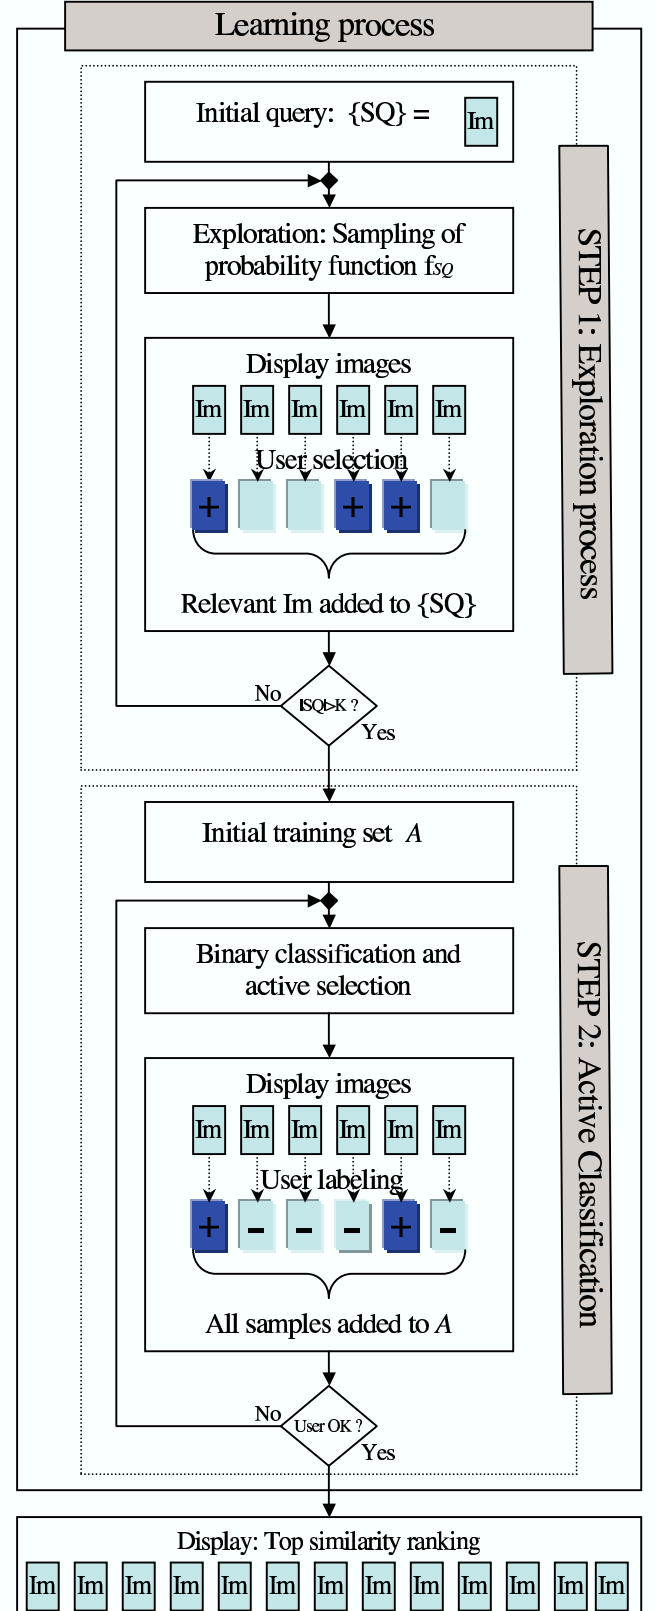 Learning process
Initial query: {SQ} =
Im
Exploration: Sampling of
probability function fSQ
STEP 1: Exploration process
Display images
Im Im Im Im Im Im
User selection
+ + +
Relevant Im added to {SQ}
No
|SQ|>K ?
Yes
Initial training set A
Binary classification and
active selection
STEP 2: Active Classification
Display images
Im Im Im Im Im Im
User labeling
+ - - - + -
All samples added to A
No
User OK ?
Yes
Display: Top similarity ranking
Im Im Im Im Im Im Im Im Im Im Im Im Im